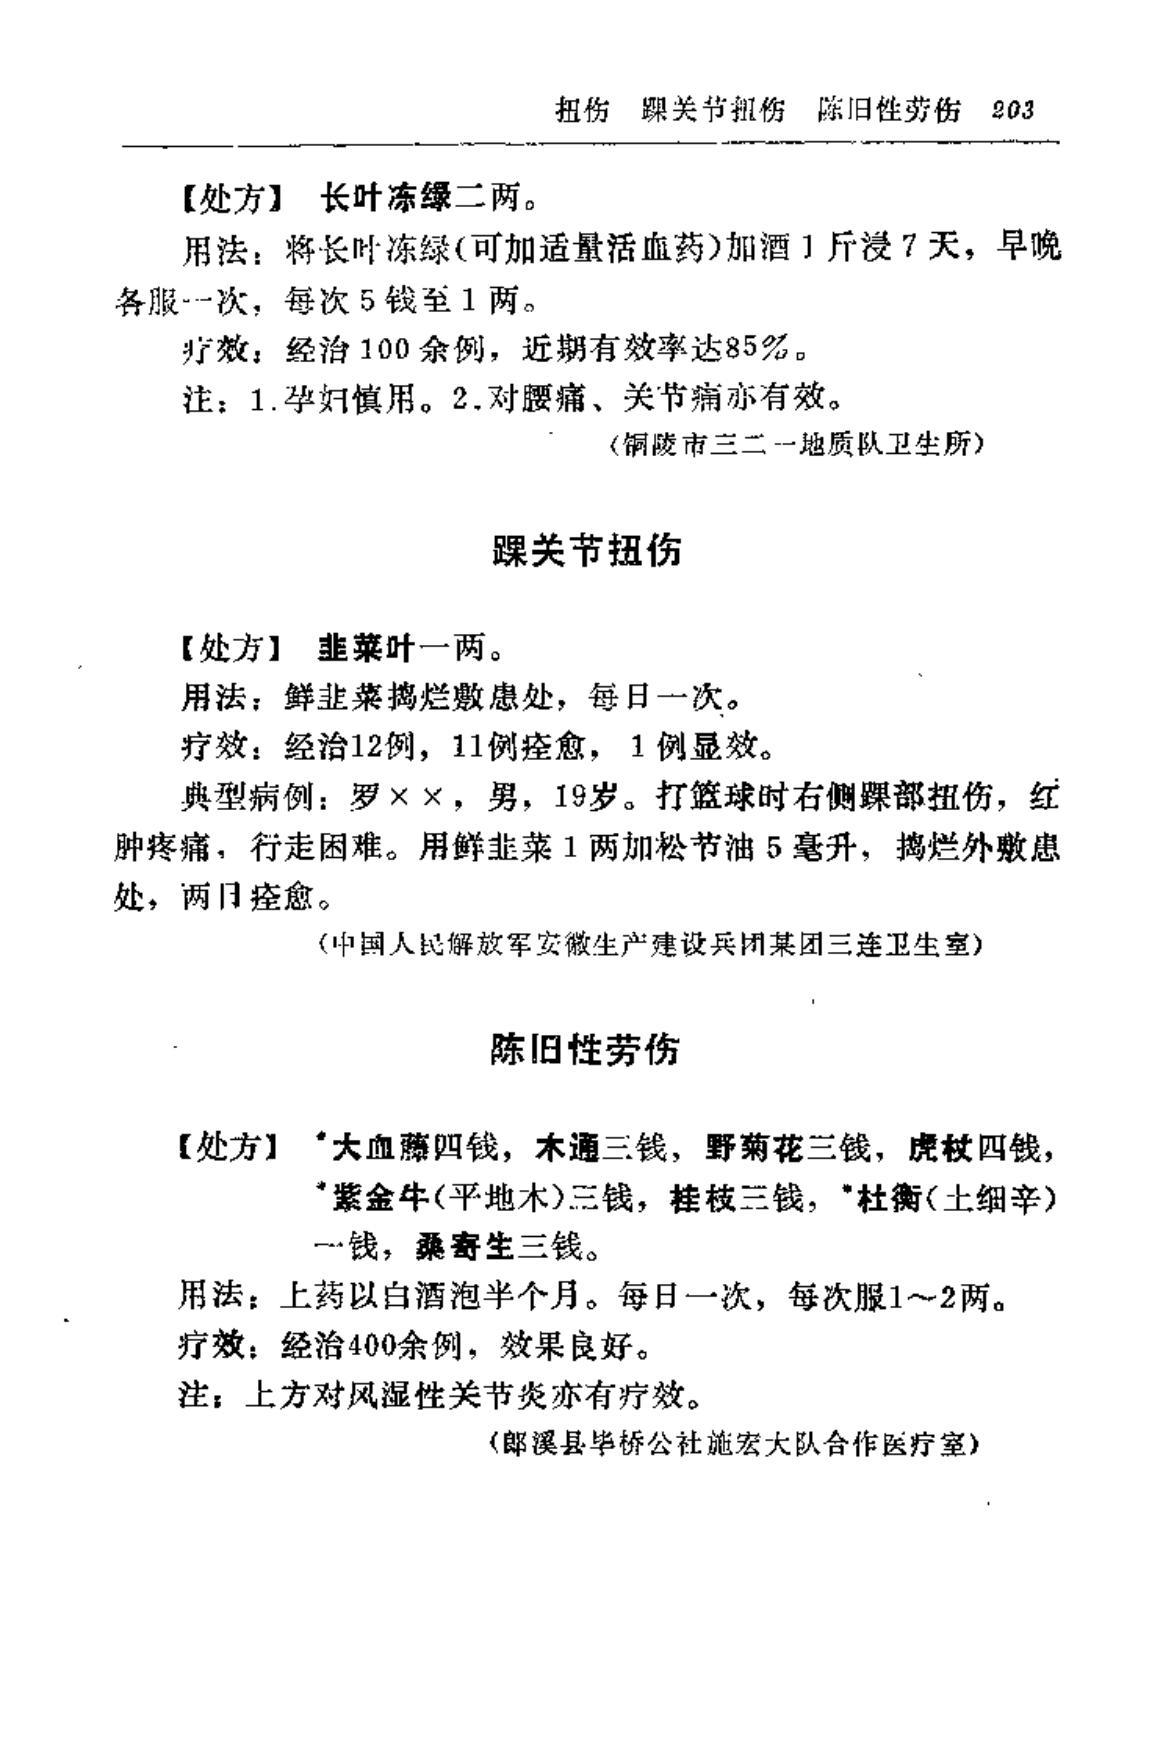 扭伤　踝关节扭伤　陈旧性劳伤　203
【处方】　长叶冻绿二两。
用法：将长叶冻绿(可加适量活血药)加酒1斤浸7天，早晚
各服一次，每次5钱至1两。
疗效：经治100余例，近期有效率达85%。
注：1.孕妇慎用。2.对腰痛、关节痛亦有效。
（铜陵市三二一地质队卫生所）
踝关节扭伤
【处方】　韭菜叶一两。
用法：鲜韭菜捣烂敷患处，每日一次。
疗效：经治12例，11例痊愈，1例显效。
典型病例：罗××，男，19岁。打篮球时右侧踝部扭伤，红
肿疼痛，行走困难。用鲜韭菜1两加松节油5毫升，捣烂外敷患
处，两日痊愈。
（中国人民解放军安徽生产建设兵团某团三连卫生室）
陈旧性劳伤
【处方】　*大血藤四钱，木通三钱，野菊花三钱，虎杖四钱，
*紫金牛(平地木)三钱，桂枝三钱，*杜衡(土细辛)
一钱，桑寄生三钱。
用法：上药以白酒泡半个月。每日一次，每次服1～2两。
疗效：经治400余例，效果良好。
注：上方对风湿性关节炎亦有疗效。
（郎溪县毕桥公社施宏大队合作医疗室）